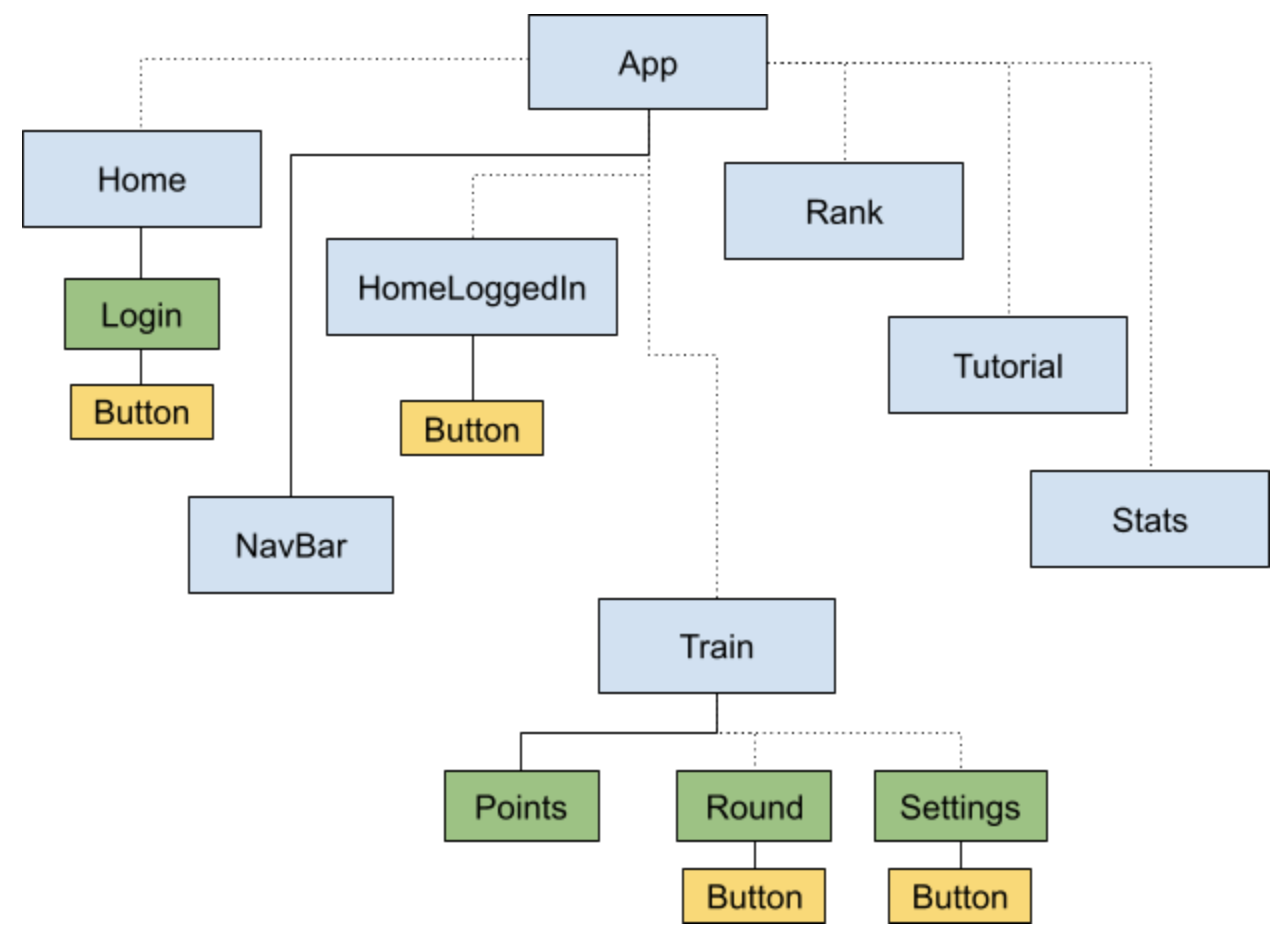 App
Home
Rank
HomeLoggedIn
Login
Tutorial
Button
Button
Stats
NavBar
Train
Points
Round
Settings
Button
Button